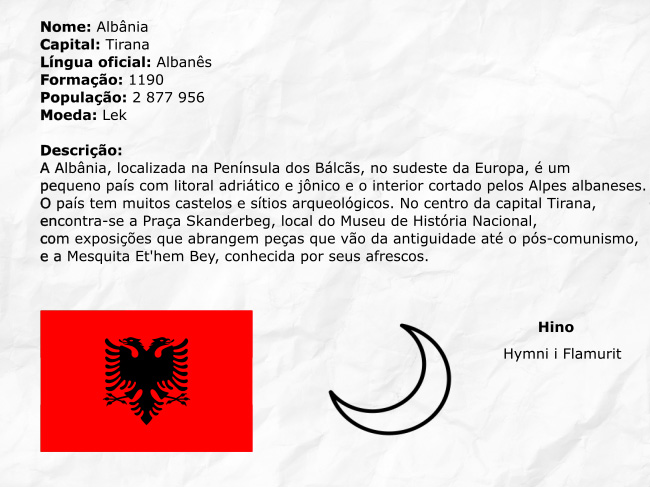 Nome: Albânia
Capital: Tirana
Língua oficial: Albanês
Formação: 1190
População: 2 877 956
Moeda: Lek
Descrição:
A Albânia, localizada na Península dos Bálcãs, no sudeste da Europa, é um
pequeno país com litoral adriático e jônico e o interior cortado pelos Alpes albaneses.
O país tem muitos castelos e sítios arqueológicos. No centro da capital Tirana,
encontra-se a Praça Skanderbeg, local do Museu de História Nacional,
com exposições que abrangem peças que vão da antiguidade até o pós-comunismo,
e a Mesquita Et'hem Bey, conhecida por seus afrescos.
Hino
Hymni i Flamurit